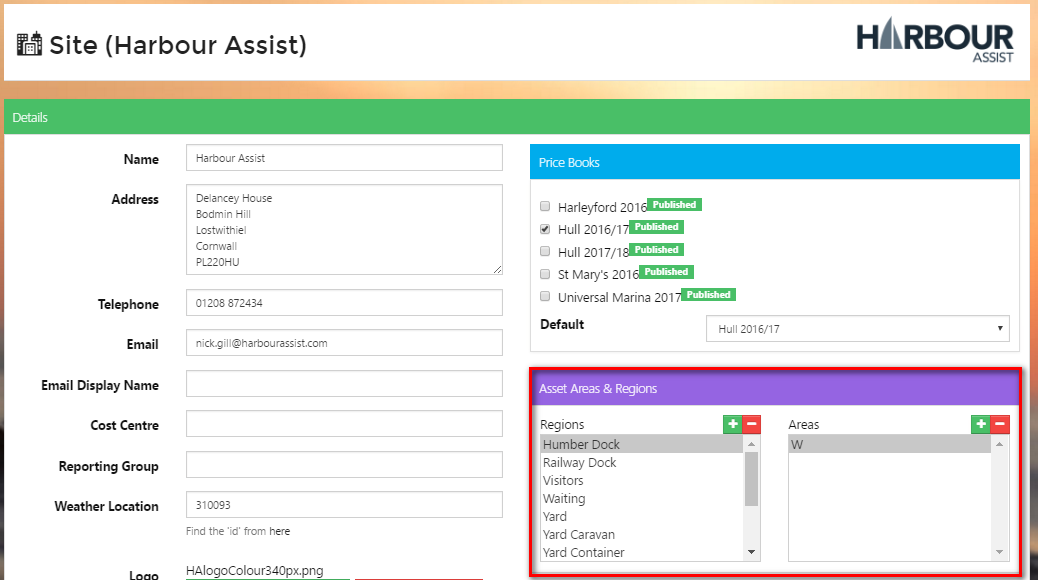 Site (Harbour Assist)
HARBOUR
ASSIST
Details
Name
Harbour Assist
Address
Delancey House
Bodmin Hill
Lostwithiel
Cornwall
PL220HU
Telephone
01208 872434
Email
nick.gill@harbourassist.com
Email Display Name
Cost Centre
Reporting Group
Weather Location
310093
Find the 'id' from here
Logo
HAlogoColour340px.png
Price Books
Harleyford 2016 Published
Hull 2016/17 Published
Hull 2017/18 Published
St Mary's 2016 Published
Universal Marina 2017 Published
Default
Hull 2016/17
Asset Areas & Regions
Regions
Humber Dock
Railway Dock
Visitors
Waiting
Yard
Yard Caravan
Yard Container
Areas
W